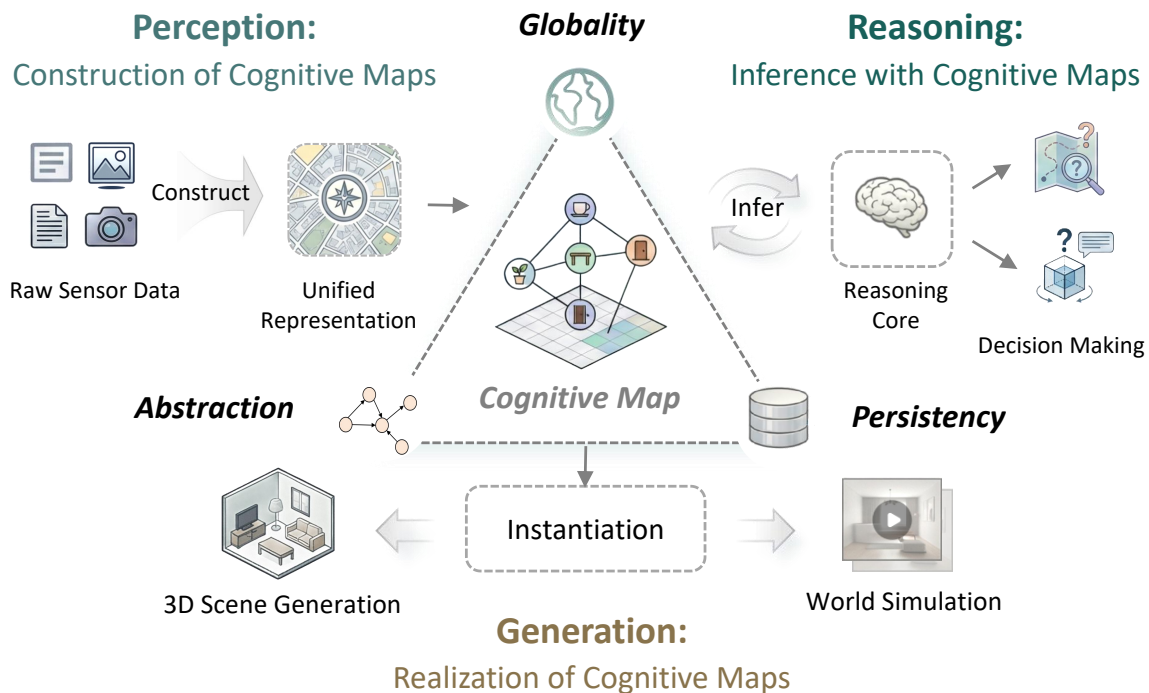 Perception:
Construction of Cognitive Maps
Globality
Reasoning:
Inference with Cognitive Maps
Construct
Raw Sensor Data
Unified
Representation
Infer
Reasoning
Core
Decision Making
Abstraction
Cognitive Map
Persistency
Instantiation
3D Scene Generation
World Simulation
Generation:
Realization of Cognitive Maps